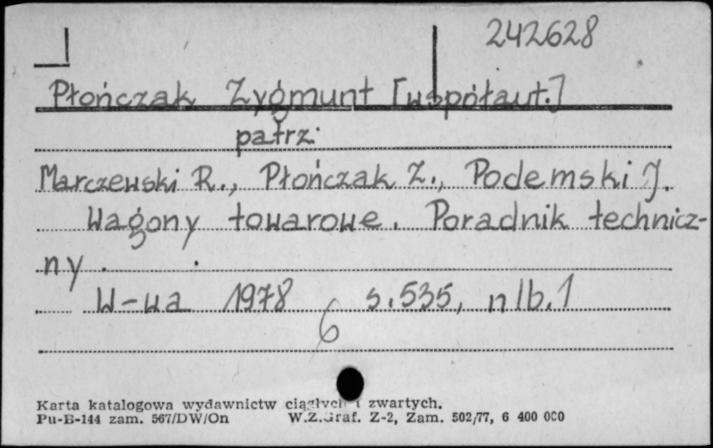 242628
Płończak Zygmunt [współaut.]
patrz:
Marczewski R., Płończak Z., Podemski J.
Wagony towarowe. Poradnik technicz-
ny.
W-wa 1978 s. 535, nlb. 1
6
Karta katalogowa wydawnictw ciągłych i zwartych.
Pu-B-144 zam. 567/DW/On W.Z.Graf. Z-2, Zam. 502/77, 6 400 000